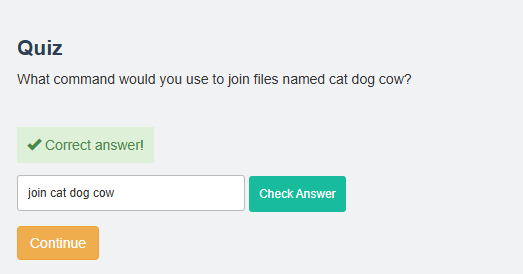 Quiz
What command would you use to join files named cat dog cow?
Correct answer!
join cat dog cow
Check Answer
Continue